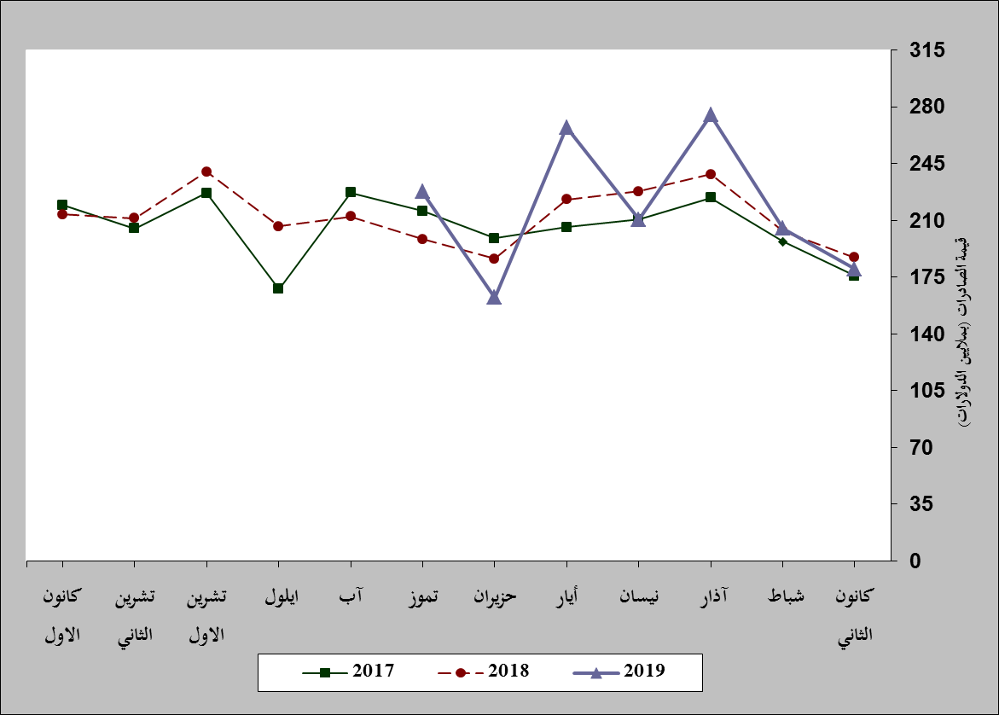 315
280
245
210
175
140
105
70
35
0
قيمة الصادرات (بملايين الدولارات)
كانون الثاني
شباط
آذار
نيسان
أيار
حزيران
تموز
آب
ايلول
تشرين الاول
تشرين الثاني
كانون الاول
2017 2018 2019